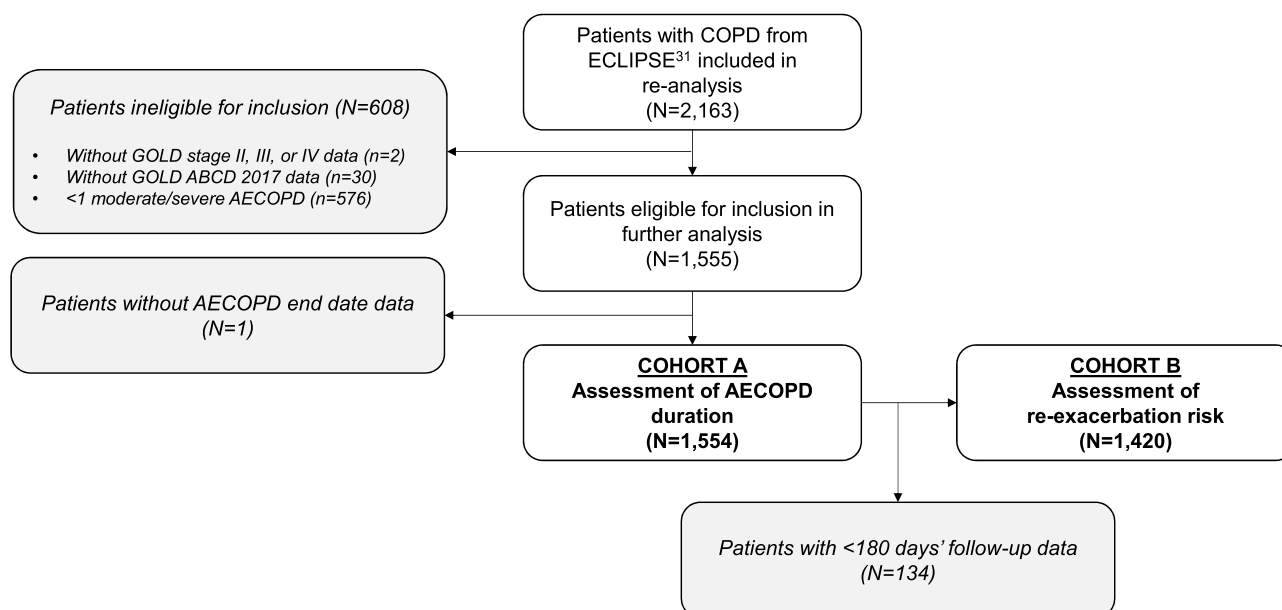 Patients with COPD from
ECLIPSE³¹ included in
re-analysis
(N=2,163)
Patients ineligible for inclusion (N=608)
• Without GOLD stage II, III, or IV data (n=2)
• Without GOLD ABCD 2017 data (n=30)
• <1 moderate/severe AECOPD (n=576)
Patients eligible for inclusion in
further analysis
(N=1,555)
Patients without AECOPD end date data
(N=1)
COHORT A
Assessment of AECOPD
duration
(N=1,554)
COHORT B
Assessment of
re-exacerbation risk
(N=1,420)
Patients with <180 days’ follow-up data
(N=134)